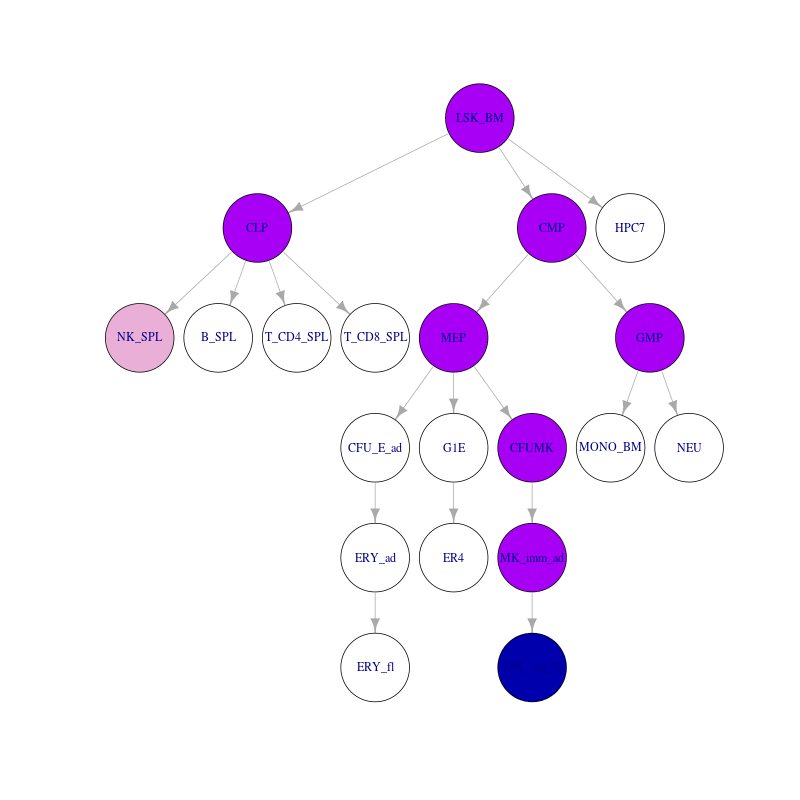 LSK_BM
CLP
CMP
HPC7
NK_SPL
B_SPL
T_CD4_SPL
T_CD8_SPL
MEP
GMP
CFU_E_ad
G1E
CFUMK
MONO_BM
NEU
ERY_ad
ER4
MK_imm_ad
ERY_fl